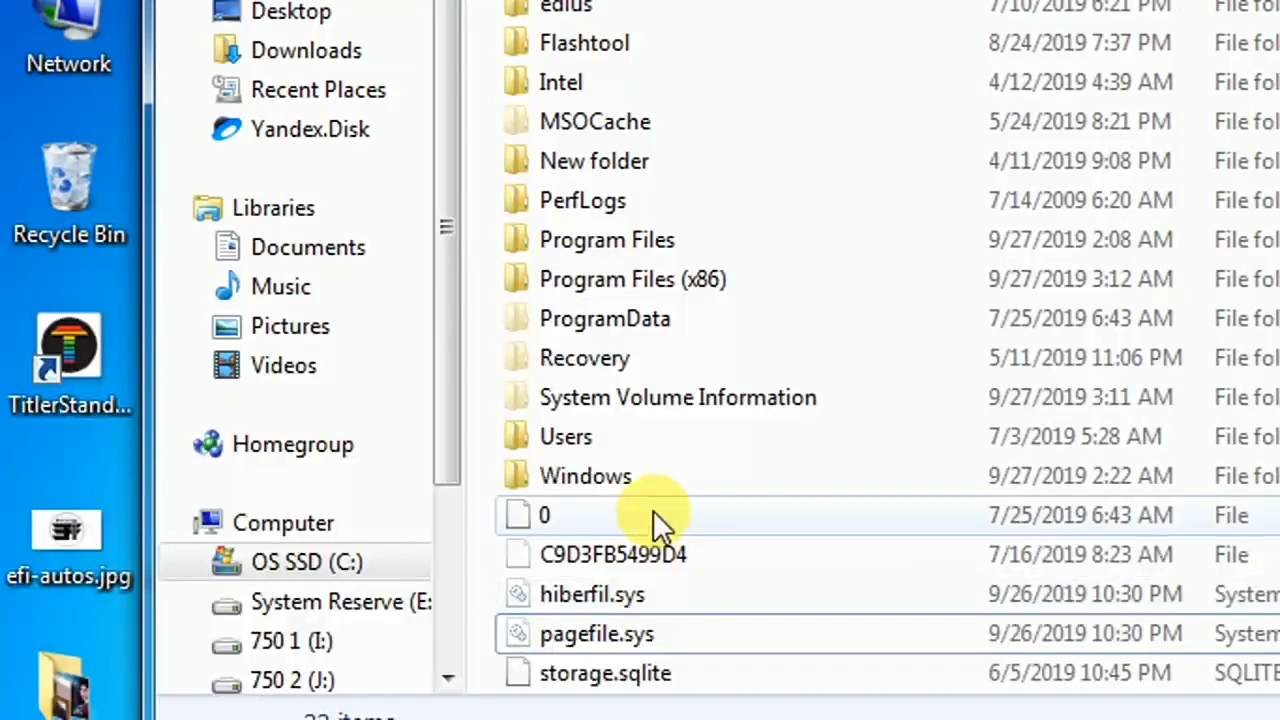 Network
Recycle Bin
TitlerStand...
efi-autos.jpg
Desktop
Downloads
Recent Places
Yandex.Disk
Libraries
Documents
Music
Pictures
Videos
Homegroup
Computer
OS SSD (C:)
System Reserve (E:
750 1 (I:)
750 2 (J:)
edius 7/10/2019 6:21 PM File fol
Flashtool 8/24/2019 7:37 PM File fol
Intel 4/12/2019 4:39 AM File fol
MSOCache 5/24/2019 8:21 PM File fol
New folder 4/11/2019 9:08 PM File fol
PerfLogs 7/14/2009 6:20 AM File fol
Program Files 9/27/2019 2:08 AM File fol
Program Files (x86) 9/27/2019 3:12 AM File fol
ProgramData 7/25/2019 6:43 AM File fol
Recovery 5/11/2019 11:06 PM File fol
System Volume Information 9/27/2019 3:11 AM File fol
Users 7/3/2019 5:28 AM File fol
Windows 9/27/2019 2:22 AM File fol
0 7/25/2019 6:43 AM File
C9D3FB5499D4 7/16/2019 8:23 AM File
hiberfil.sys 9/26/2019 10:30 PM System
pagefile.sys 9/26/2019 10:30 PM System
storage.sqlite 6/5/2019 10:45 PM SQLITE
items